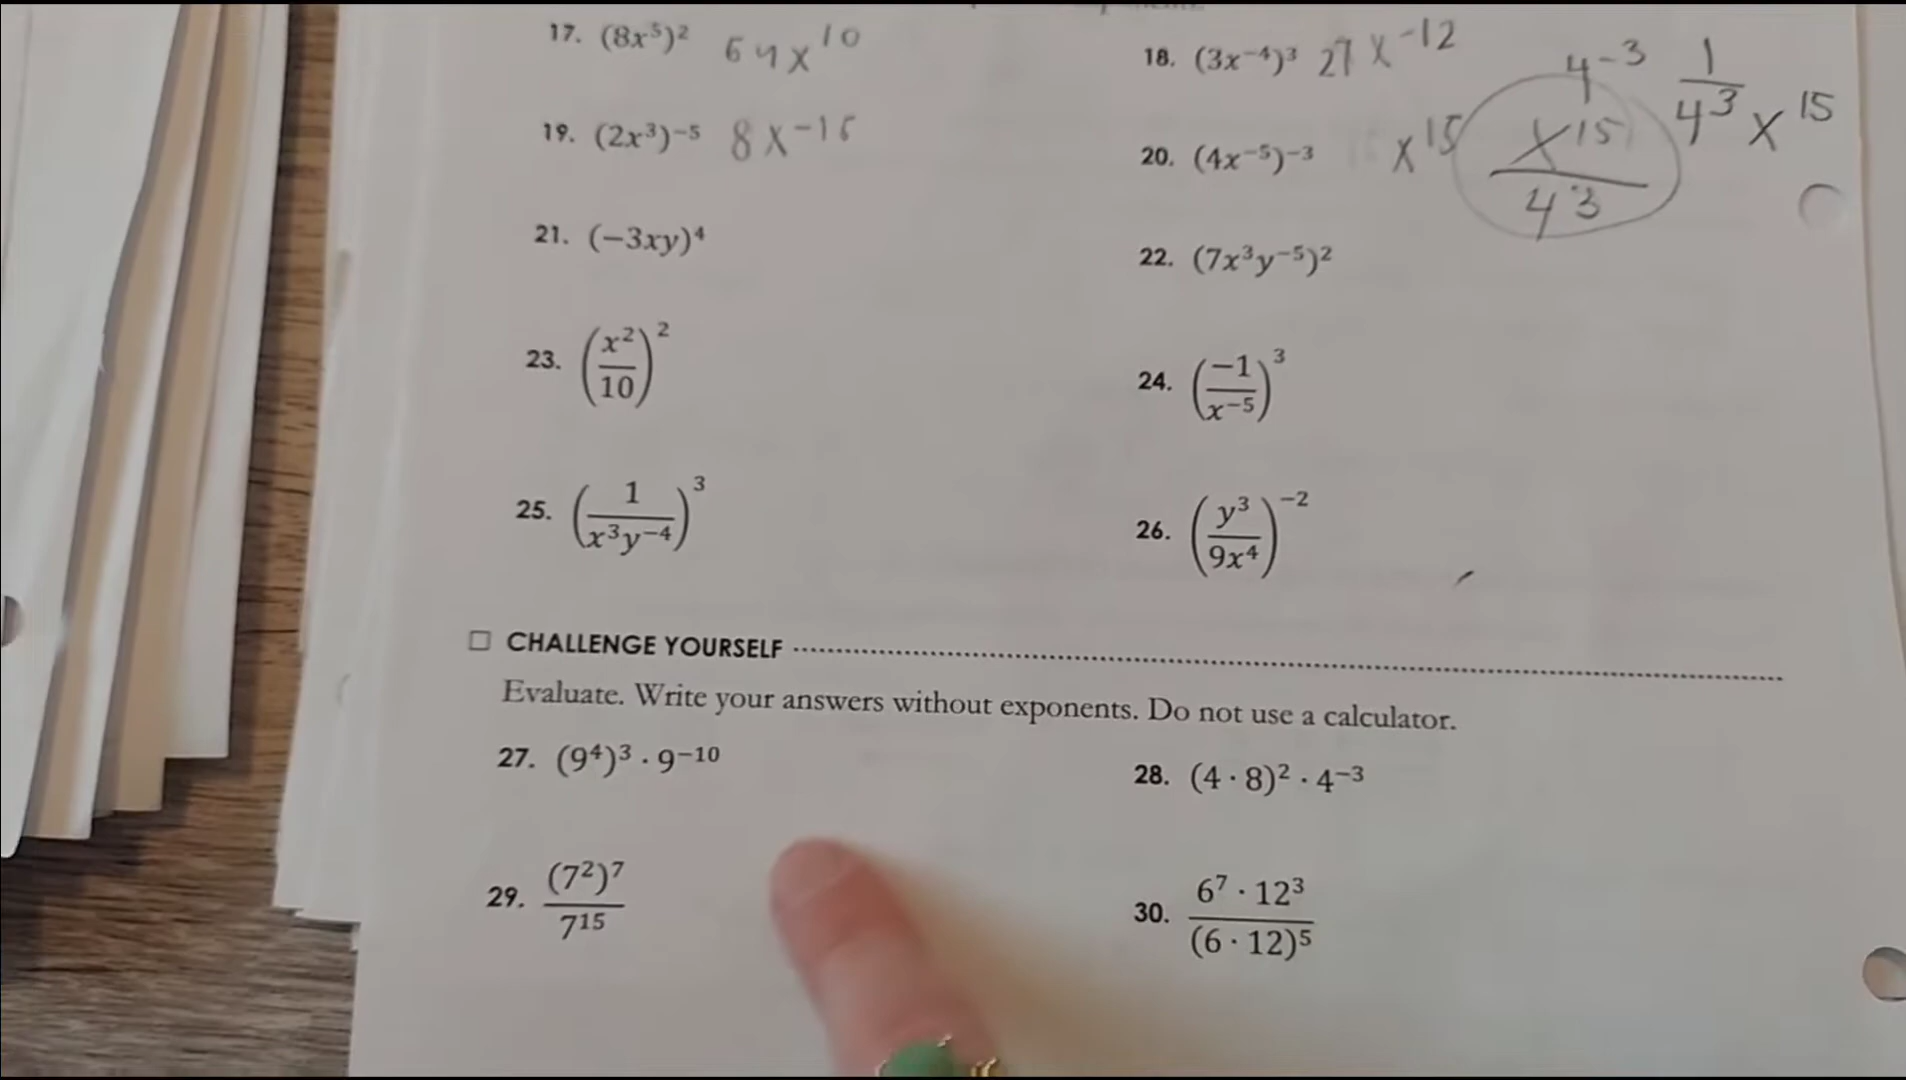 17. (8x⁵)² 64x¹⁰
18. (3x⁻⁴)³ 27x⁻¹²
4⁻³ 1/4³ x¹⁵
19. (2x³)⁻⁵ 8x⁻¹⁵
20. (4x⁻⁵)⁻³ x¹⁵ x¹⁵/4³
21. (−3xy)⁴
22. (7x³y⁻⁵)²
23. (x²/10)²
24. (−1/x⁻⁵)³
25. (1/x³y⁻⁴)³
26. (y³/9x⁴)⁻²
CHALLENGE YOURSELF
Evaluate. Write your answers without exponents. Do not use a calculator.
27. (9⁴)³ · 9⁻¹⁰
28. (4 · 8)² · 4⁻³
29. (7²)⁷/7¹⁵
30. 6⁷ · 12³/(6 · 12)⁵